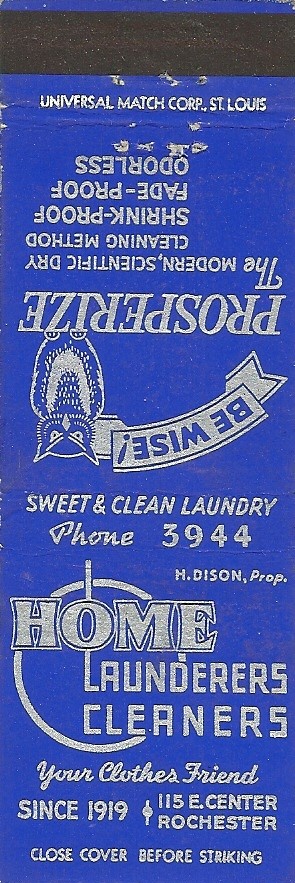 UNIVERSAL MATCH CORP., ST. LOUIS
BE WISE!
PROSPERIZE
The MODERN, SCIENTIFIC DRY
CLEANING METHOD
SHRINK-PROOF
FADE-PROOF
ODORLESS
SWEET & CLEAN LAUNDRY
Phone 3944
H. DISON, Prop.
HOME
LAUNDERERS
CLEANERS
Your Clothes Friend
SINCE 1919
115 E. CENTER
ROCHESTER
CLOSE COVER BEFORE STRIKING